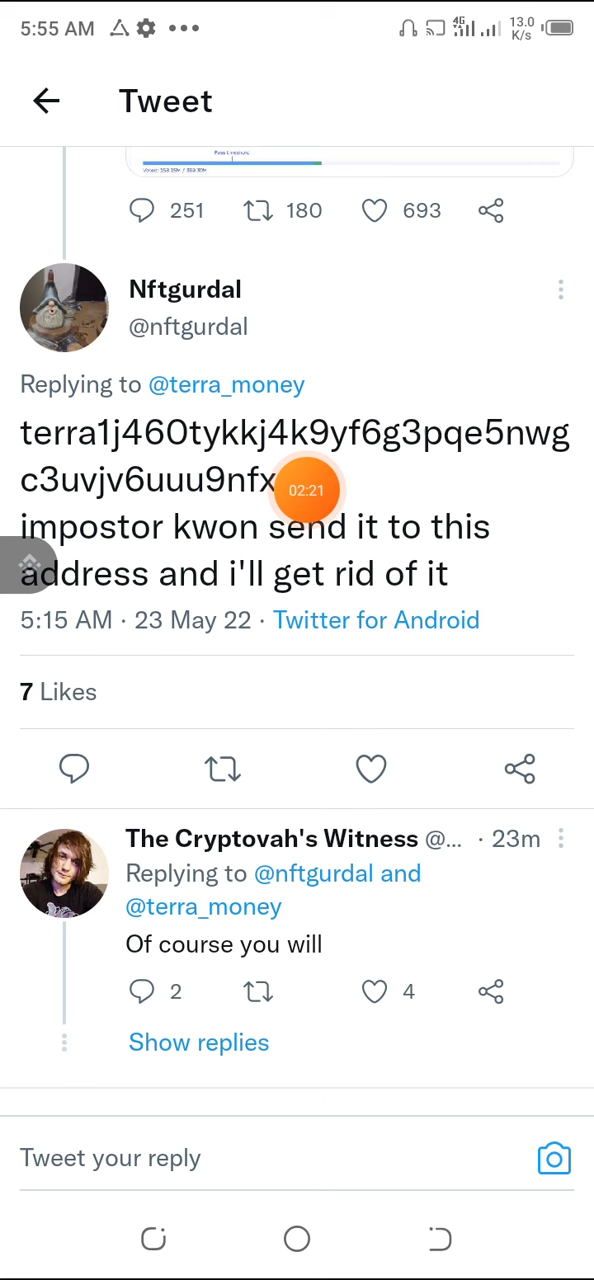 5:55 AM
4G
13.0
K/s
Tweet
251 180 693
Nftgurdal
@nftgurdal
Replying to @terra_money
terra1j460tykkj4k9yf6g3pqe5nwg
c3uvjv6uuu9nfx
02:21
impostor kwon send it to this
address and i'll get rid of it
5:15 AM · 23 May 22 · Twitter for Android
7 Likes
The Cryptovah's Witness @... · 23m
Replying to @nftgurdal and
@terra_money
Of course you will
2 4
Show replies
Tweet your reply